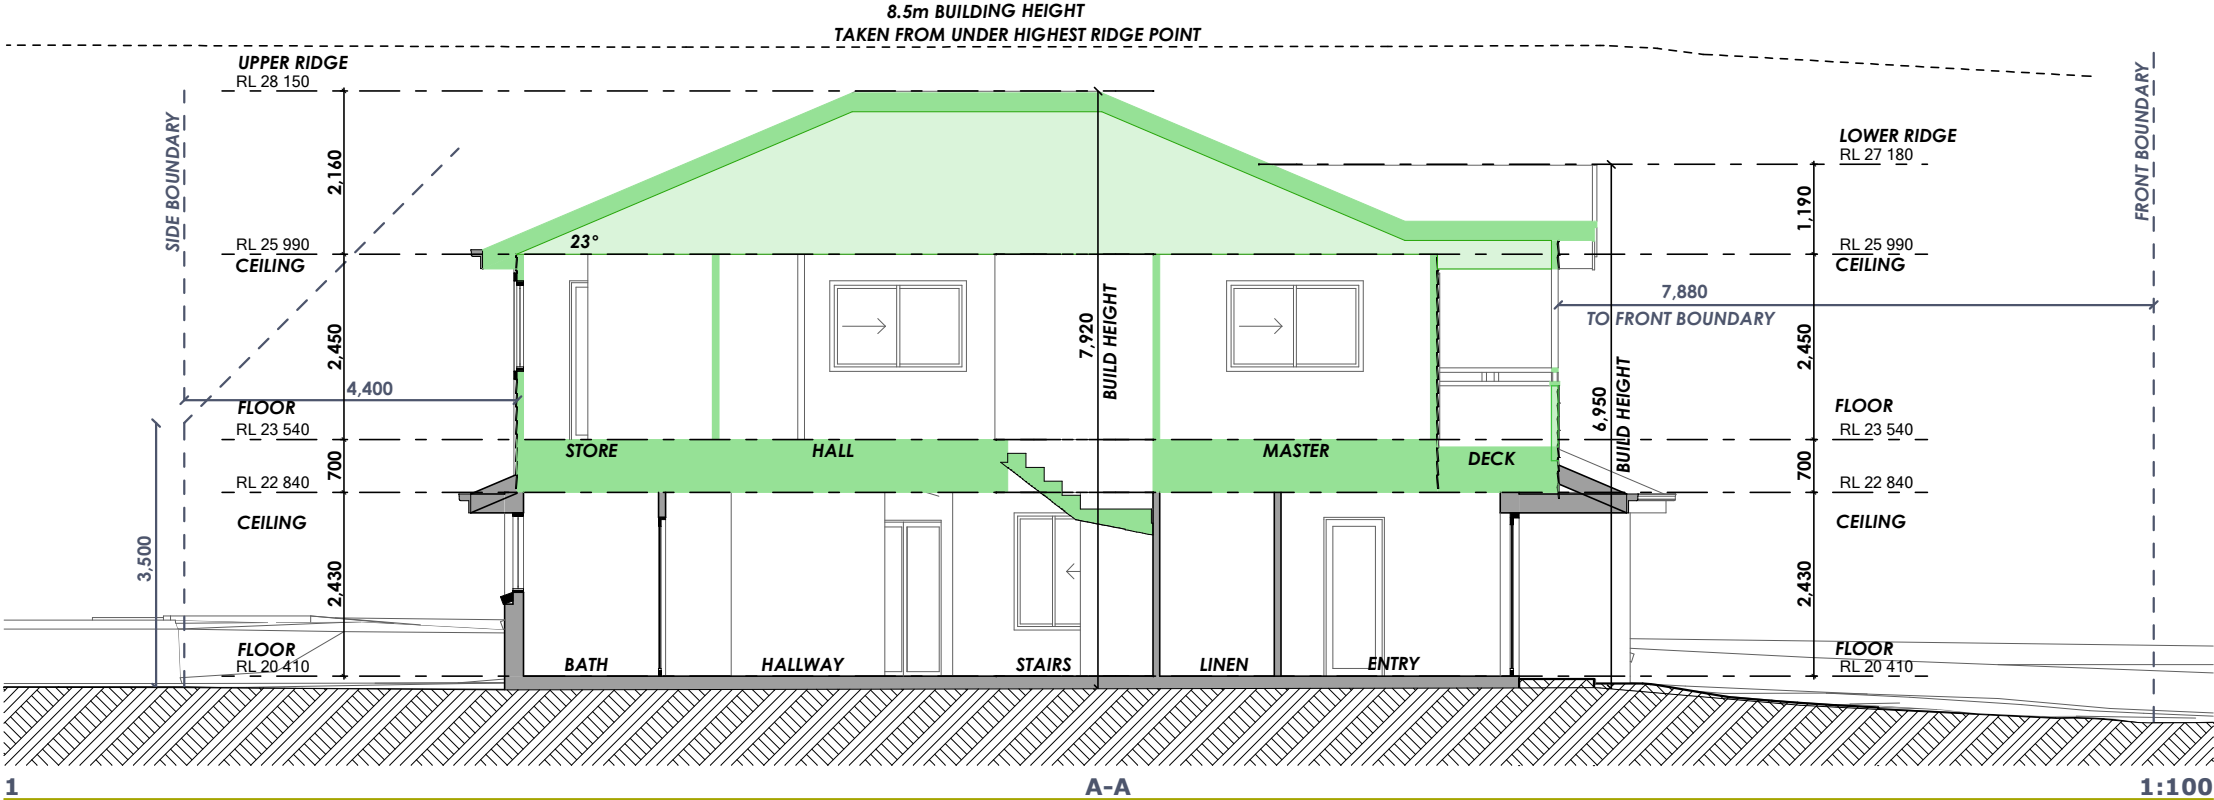 8.5m BUILDING HEIGHT
TAKEN FROM UNDER HIGHEST RIDGE POINT
UPPER RIDGE
RL 28 150
SIDE BOUNDARY
2,160
RL 25 990
CEILING
23°
2,450
4,400
FLOOR
RL 23 540
700
RL 22 840
CEILING
3,500
2,430
FLOOR
RL 20 410
STORE
HALL
MASTER
DECK
BATH
HALLWAY
STAIRS
LINEN
ENTRY
7,920
BUILD HEIGHT
6,950
BUILD HEIGHT
7,880
TO FRONT BOUNDARY
LOWER RIDGE
RL 27 180
FRONT BOUNDARY
1,190
RL 25 990
CEILING
2,450
FLOOR
RL 23 540
700
RL 22 840
CEILING
2,430
FLOOR
RL 20 410
1
A-A
1:100